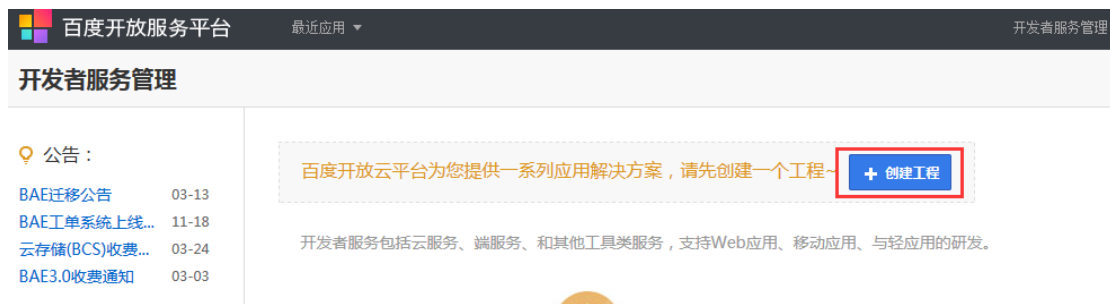 百度开放服务平台 最近应用 开发者服务管理
开发者服务管理
公告：
BAE迁移公告 03-13
BAE工单系统上线... 11-18
云存储(BCS)收费... 03-24
BAE3.0收费通知 03-03
百度开放云平台为您提供一系列应用解决方案，请先创建一个工程~ + 创建工程
开发者服务包括云服务、端服务、和其他工具类服务，支持Web应用、移动应用、与轻应用的研发。